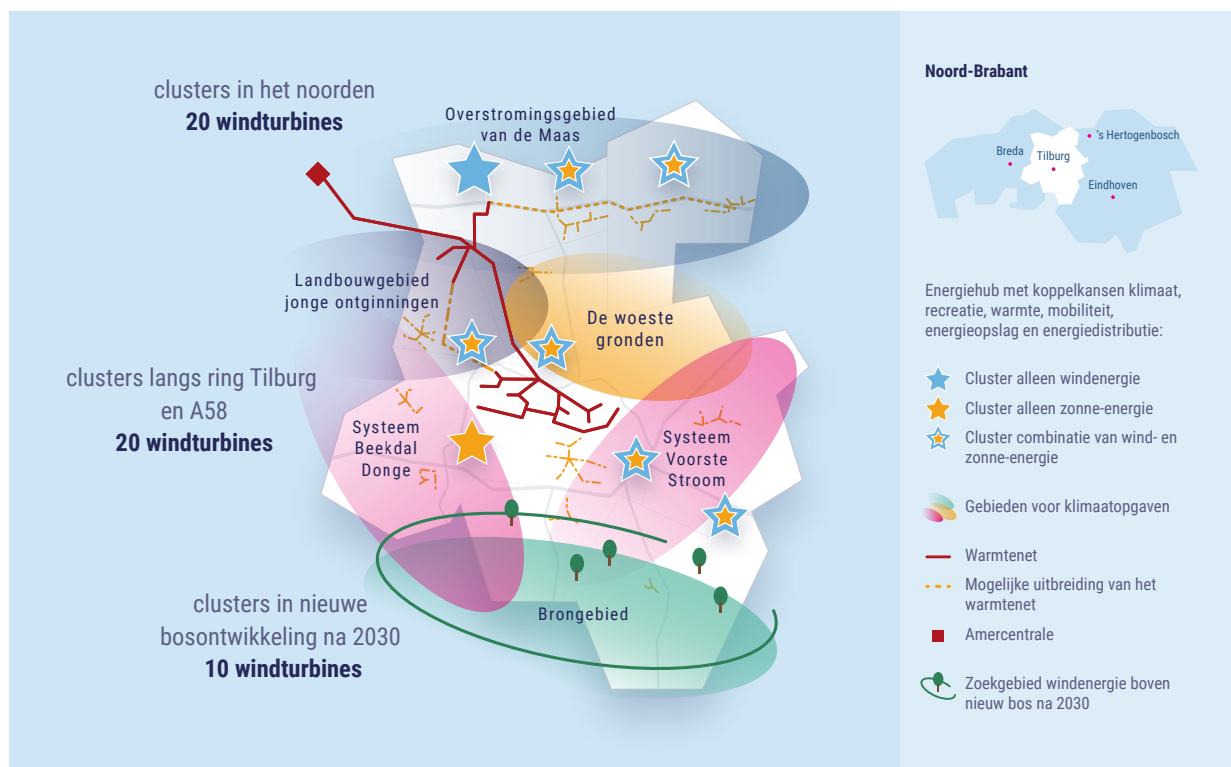 clusters in het noorden
20 windturbines
Overstromingsgebied
van de Maas
Landbouwgebied
jonge ontginningen
De woeste
gronden
clusters langs ring Tilburg
en A58
20 windturbines
Systeem
Beekdal
Donge
Systeem
Voorste
Stroom
clusters in nieuwe
bosontwikkeling na 2030
10 windturbines
Brongebied
Noord-Brabant
's Hertogenbosch
Breda
Tilburg
Eindhoven
Energiehub met koppelkansen klimaat,
recreatie, warmte, mobiliteit,
energieopslag en energiedistributie:
Cluster alleen windenergie
Cluster alleen zonne-energie
Cluster combinatie van wind- en
zonne-energie
Gebieden voor klimaatopgaven
Warmtenet
Mogelijke uitbreiding van het
warmtenet
Amercentrale
Zoekgebied windenergie boven
nieuw bos na 2030